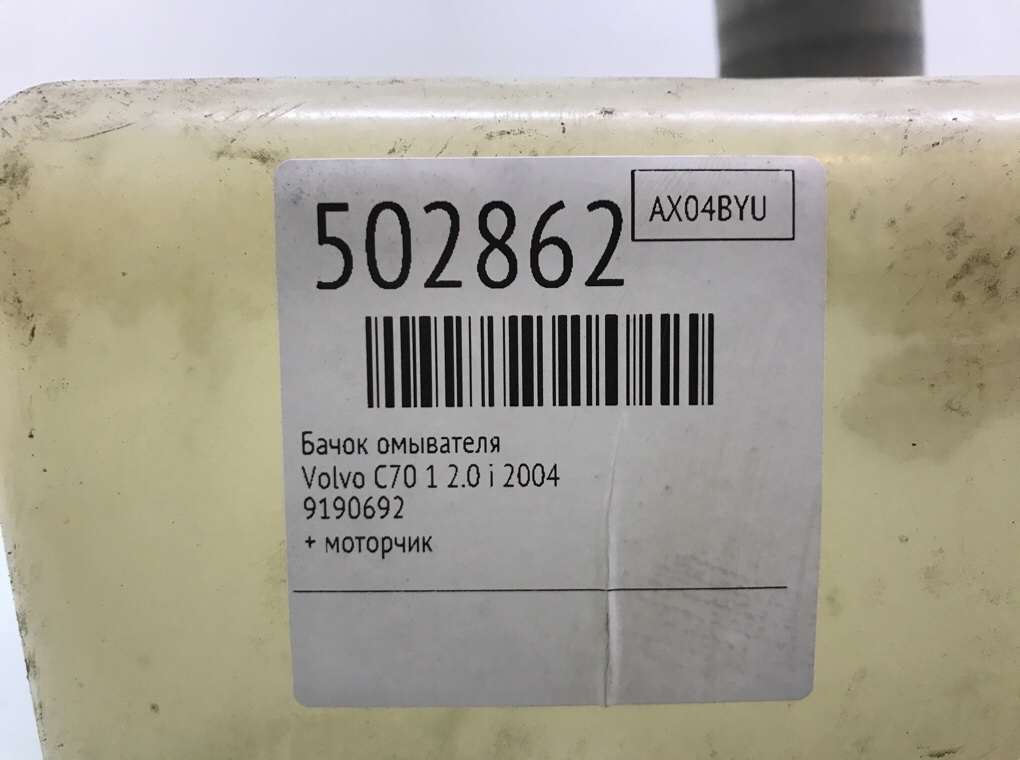 502862
AX04BYU
Бачок омывателя
Volvo C70 1 2.0 i 2004
9190692
+ моторчик